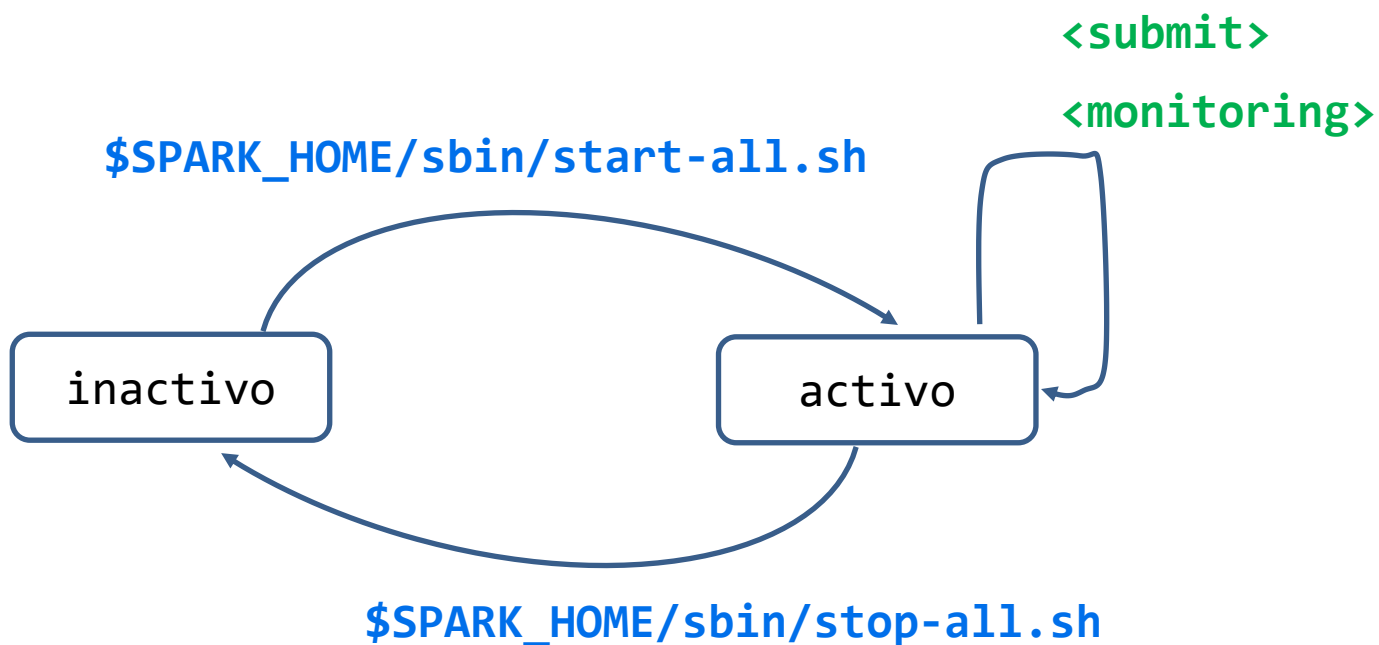 <submit>
<monitoring>
$SPARK_HOME/sbin/start-all.sh
inactivo
activo
$SPARK_HOME/sbin/stop-all.sh